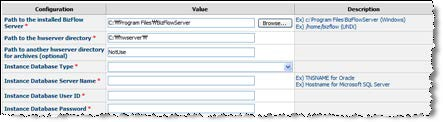 Configuration Value Description
Path to the installed BizFlow Server * C:₩Program Files₩BizFlowServer Browse... Ex) c:Program Files\BizFlowServer (Windows)
Ex) /home/bizflow (UNIX)
Path to the hwserver directory * C:₩hwserver₩
Path to another hwserver directory for archives (optional) NotUse
Instance Database Type *
Instance Database Server Name * Ex) TNSNAME for Oracle
Ex) Hostname for Microsoft SQL Server
Instance Database User ID *
Instance Database Password *